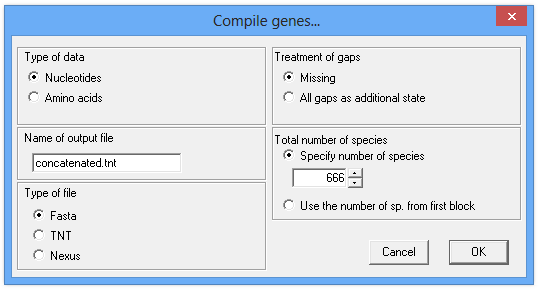 Compile genes...
Type of data
Nucleotides
Amino acids
Name of output file
concatenated.tnt
Type of file
Fasta
TNT
Nexus
Treatment of gaps
Missing
All gaps as additional state
Total number of species
Specify number of species
666
Use the number of sp. from first block
Cancel
OK